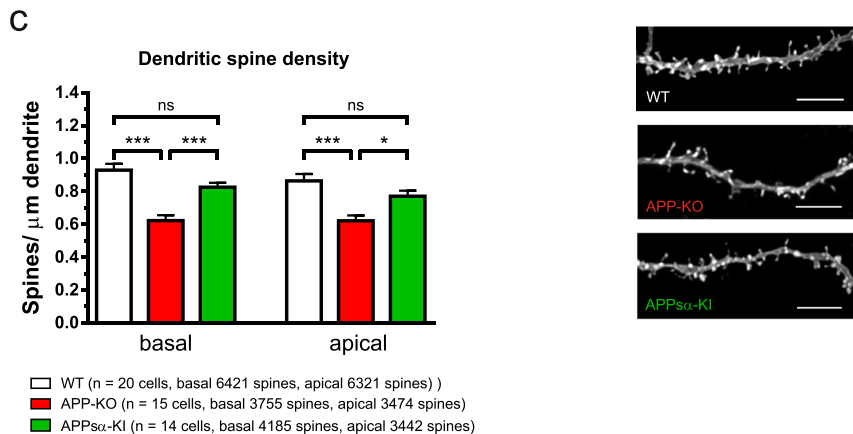 C
Dendritic spine density
Spines/ μm dendrite
1.4
1.2
1.0
0.8
0.6
0.4
0.2
0.0
ns
*** ***
ns
*** *
basal apical
WT (n = 20 cells, basal 6421 spines, apical 6321 spines) )
APP-KO (n = 15 cells, basal 3755 spines, apical 3474 spines)
APPsα-KI (n = 14 cells, basal 4185 spines, apical 3442 spines)
WT
APP-KO
APPsα-KI